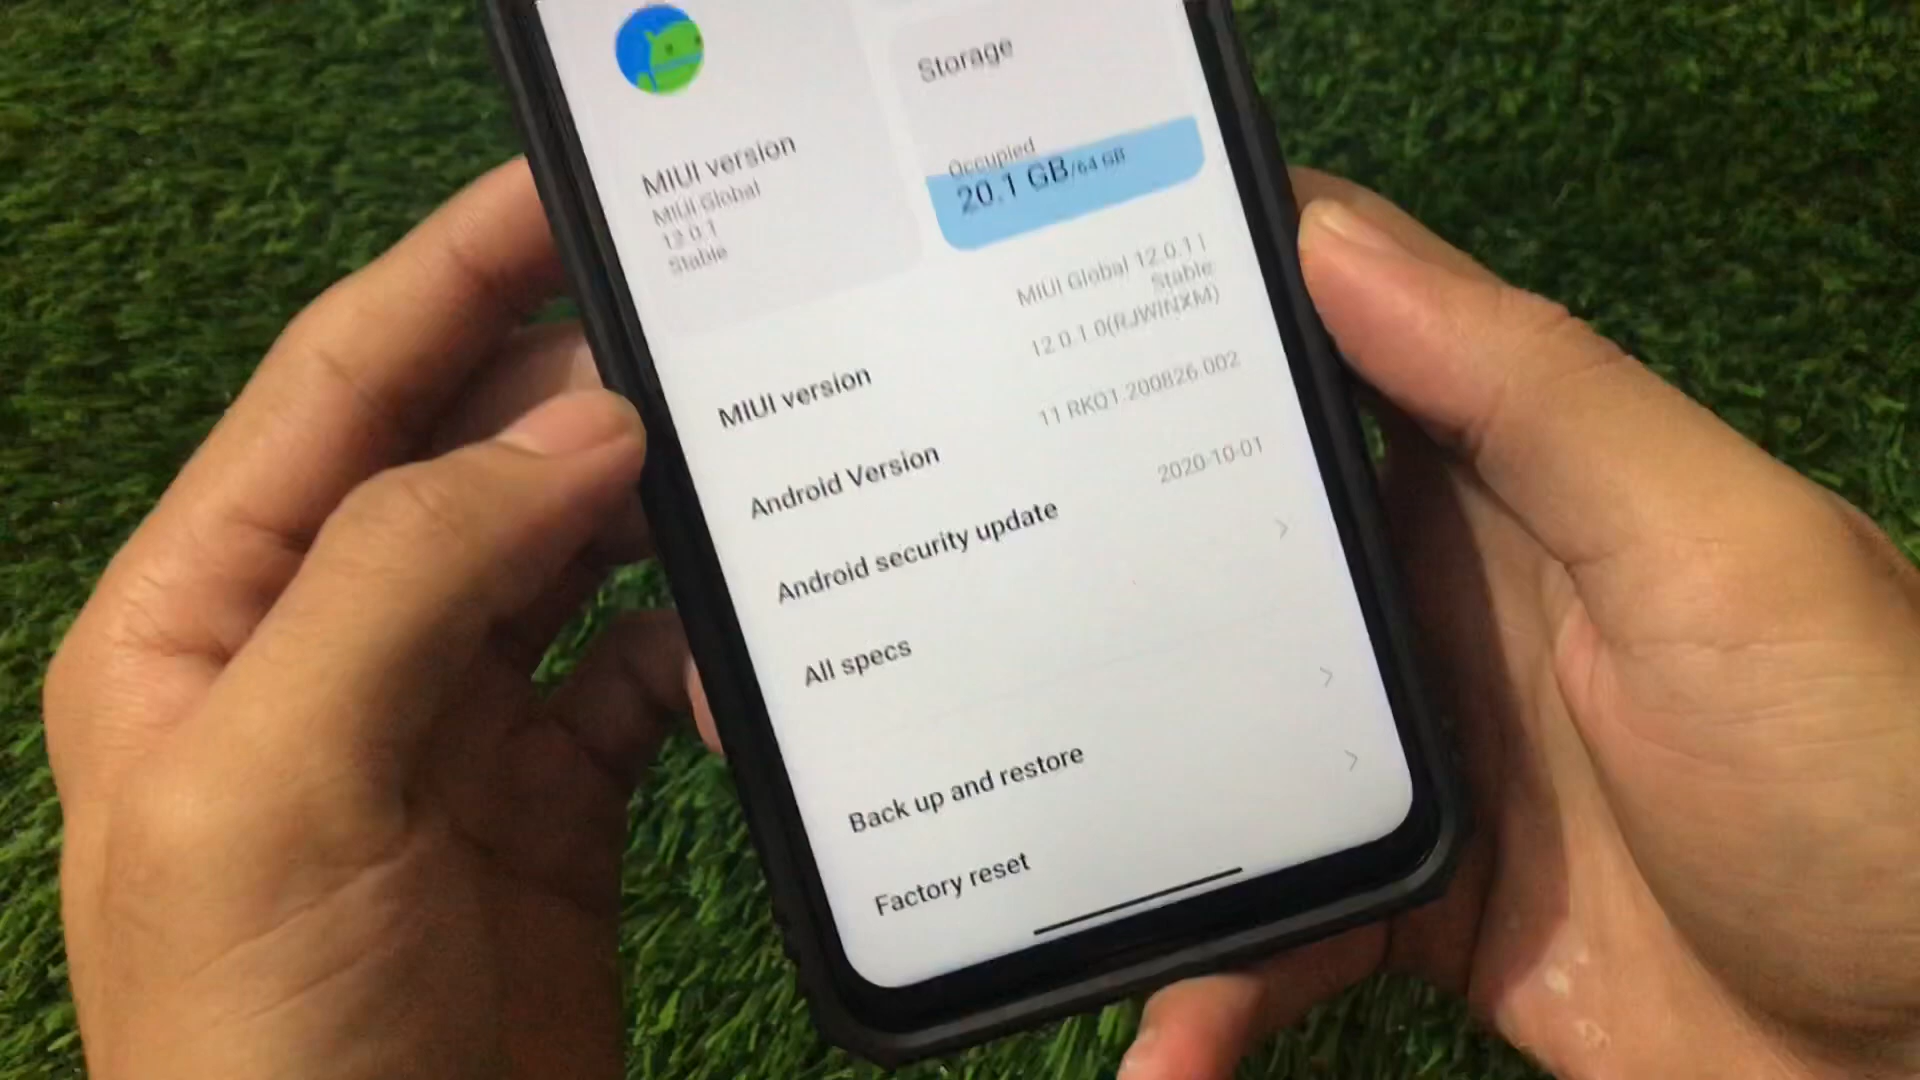 Storage
MIUI version
MIUI Global
12.0.1
Stable
Occupied
20.1 GB/64 GB
MIUI version
MIUI Global 12.0.1 |
Stable
12.0.1.0(RJWINXM)
Android Version
11 RKQ1.200826.002
Android security update
2020-10-01
All specs
Back up and restore
Factory reset